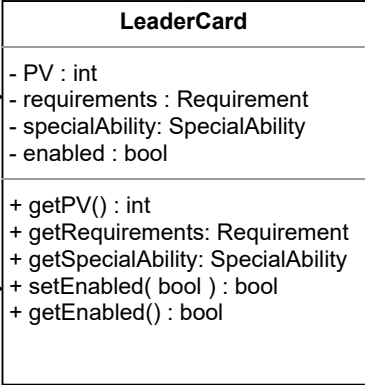 LeaderCard
- PV : int
- requirements : Requirement
- specialAbility: SpecialAbility
- enabled : bool
+ getPV() : int
+ getRequirements: Requirement
+ getSpecialAbility: SpecialAbility
+ setEnabled( bool ) : bool
+ getEnabled() : bool